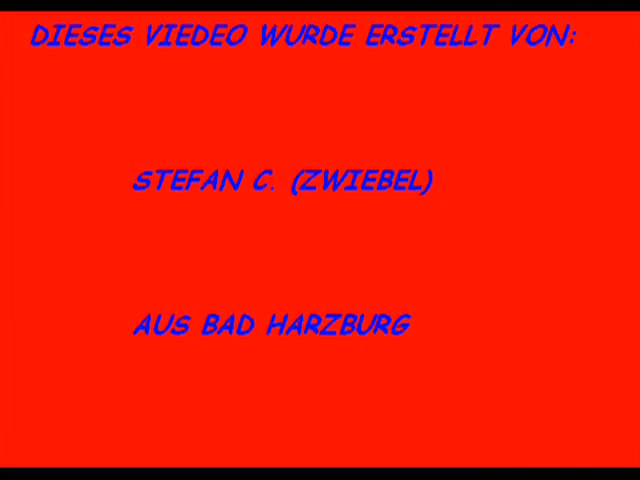 DIESES VIEDEO WURDE ERSTELLT VON:
STEFAN C. (ZWIEBEL)
AUS BAD HARZBURG